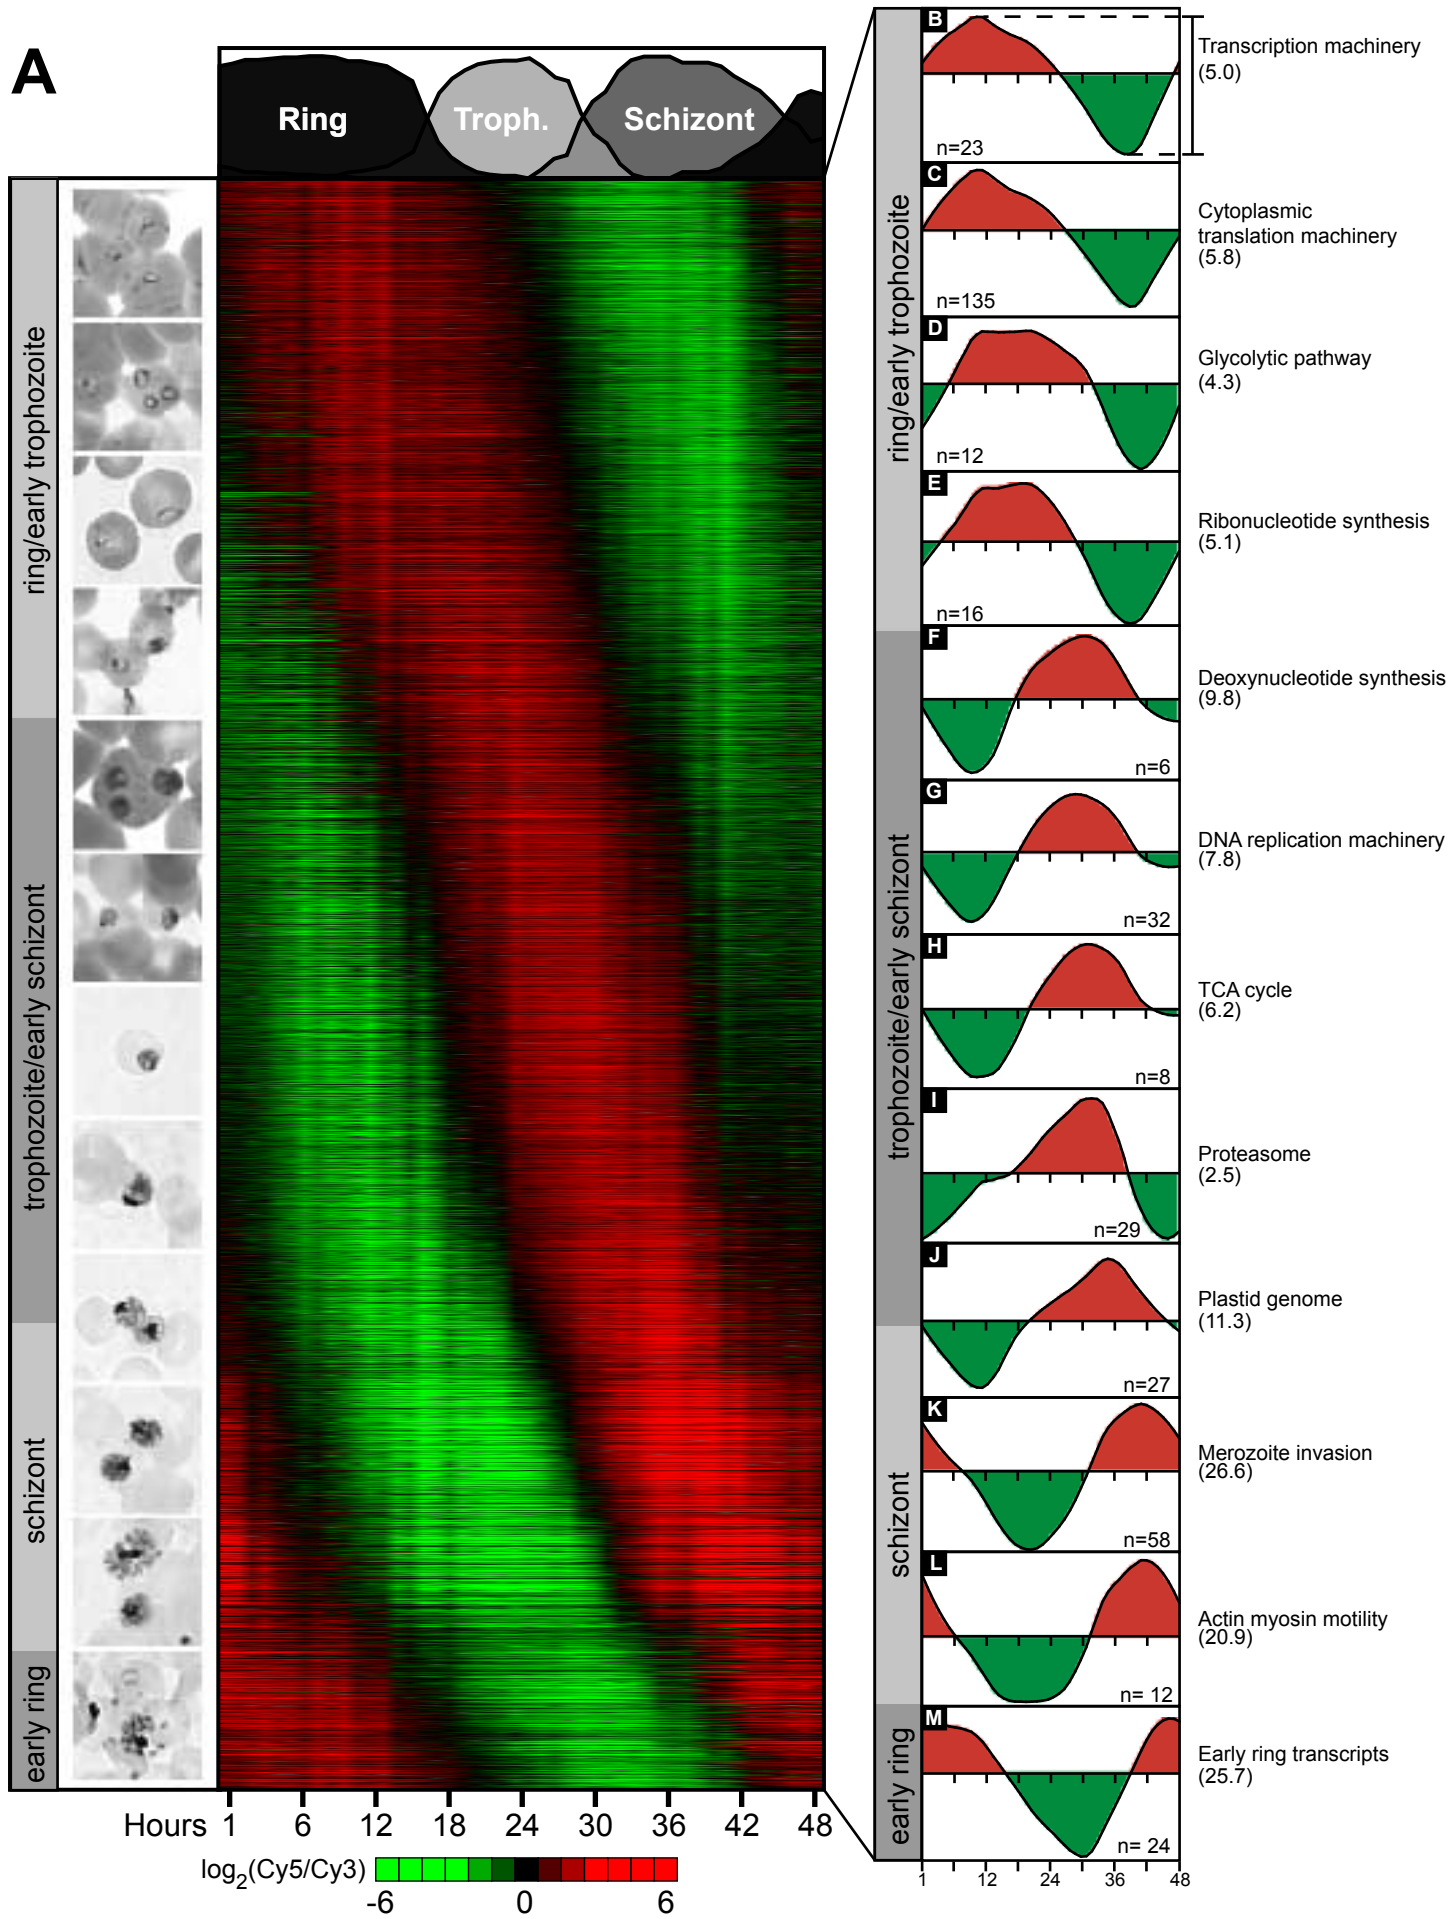 A
Ring
Troph.
Schizont
ring/early trophozoite
trophozoite/early schizont
schizont
early ring
Hours 1 6 12 18 24 30 36 42 48
log2(Cy5/Cy3)
-6 0 6
ring/early trophozoite
trophozoite/early schizont
schizont
early ring
B
n=23
Transcription machinery
(5.0)
C
n=135
Cytoplasmic
translation machinery
(5.8)
D
n=12
Glycolytic pathway
(4.3)
E
n=16
Ribonucleotide synthesis
(5.1)
F
n=6
Deoxynucleotide synthesis
(9.8)
G
n=32
DNA replication machinery
(7.8)
H
n=8
TCA cycle
(6.2)
I
n=29
Proteasome
(2.5)
J
n=27
Plastid genome
(11.3)
K
n=58
Merozoite invasion
(26.6)
L
n= 12
Actin myosin motility
(20.9)
M
n= 24
Early ring transcripts
(25.7)
1 12 24 36 48